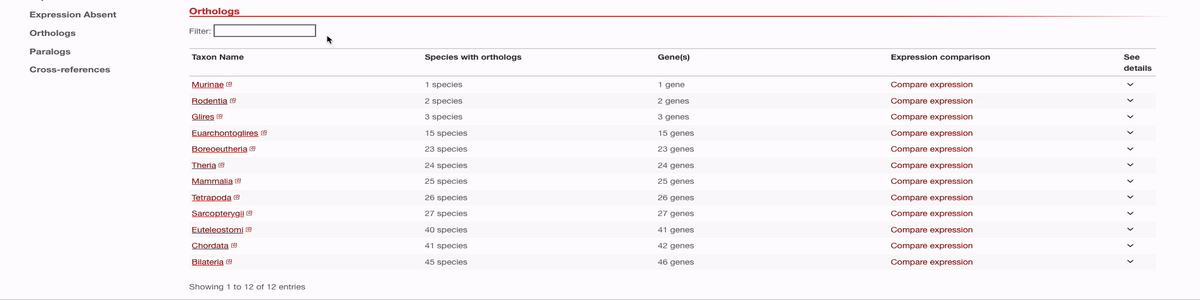 Orthologs
Expression Absent
Filter:
Orthologs
Paralogs
Cross-references
Taxon Name Species with orthologs Gene(s) Expression comparison See details
Murinae 1 species 1 gene Compare expression
Rodentia 2 species 2 genes Compare expression
Glires 3 species 3 genes Compare expression
Euarchontoglires 15 species 15 genes Compare expression
Boreoeutheria 23 species 23 genes Compare expression
Theria 24 species 24 genes Compare expression
Mammalia 25 species 25 genes Compare expression
Tetrapoda 26 species 26 genes Compare expression
Sarcopterygii 27 species 27 genes Compare expression
Euteleostomi 40 species 41 genes Compare expression
Chordata 41 species 42 genes Compare expression
Bilateria 45 species 46 genes Compare expression
Showing 1 to 12 of 12 entries